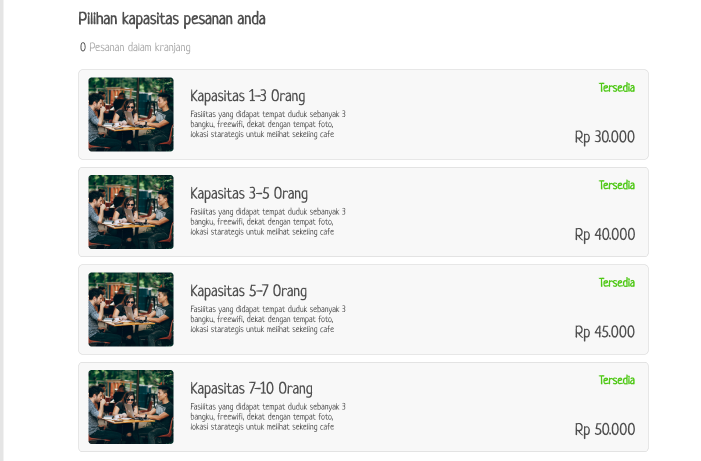 Pilihan kapasitas pesanan anda
0 Pesanan dalam kranjang
Kapasitas 1-3 Orang
Tersedia
Fasilitas yang didapat tempat duduk sebanyak 3
bangku, freewifi, dekat dengan tempat foto,
lokasi starategis untuk melihat sekeling cafe
Rp 30.000
Kapasitas 3-5 Orang
Tersedia
Fasilitas yang didapat tempat duduk sebanyak 3
bangku, freewifi, dekat dengan tempat foto,
lokasi starategis untuk melihat sekeling cafe
Rp 40.000
Kapasitas 5-7 Orang
Tersedia
Fasilitas yang didapat tempat duduk sebanyak 3
bangku, freewifi, dekat dengan tempat foto,
lokasi starategis untuk melihat sekeling cafe
Rp 45.000
Kapasitas 7-10 Orang
Tersedia
Fasilitas yang didapat tempat duduk sebanyak 3
bangku, freewifi, dekat dengan tempat foto,
lokasi starategis untuk melihat sekeling cafe
Rp 50.000